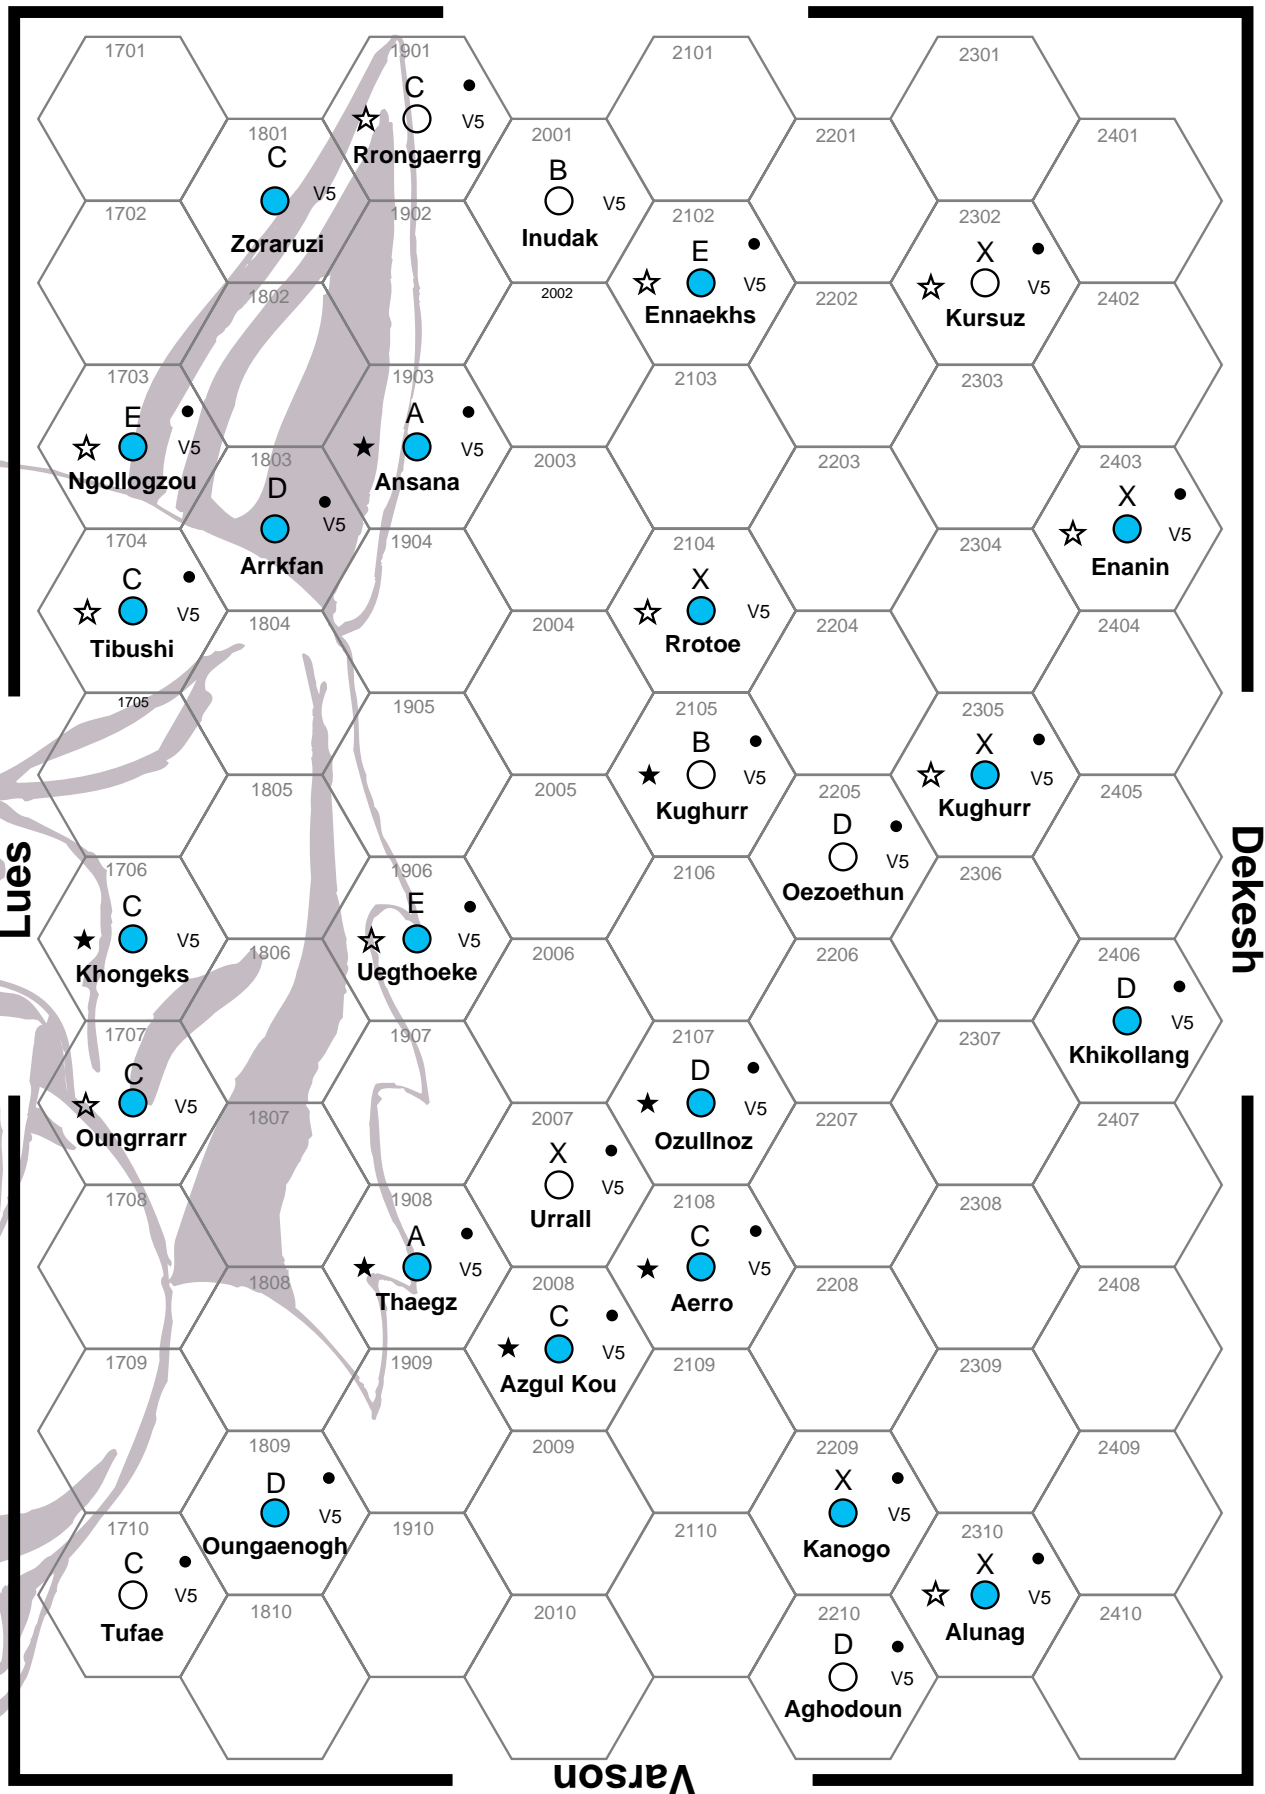 1701
1901
2101
2301
C
V5
Rrongaerrg
1801
C
V5
Zoraruzi
2001
B
V5
Inudak
2201
2401
1702
1902
2102
E
V5
Ennaekhs
2302
X
V5
Kursuz
1802
2002
2202
2402
1703
E
V5
Ngollogzou
1903
A
V5
Ansana
2103
2303
1803
D
V5
Arrkfan
2003
2203
2403
X
V5
Enanin
1704
C
V5
Tibushi
1904
2104
X
V5
Rrotoe
2304
1804
2004
2204
2404
1705
1905
2105
B
V5
Kughurr
2305
X
V5
Kughurr
1805
2005
2205
D
V5
Oezoethun
2405
Lues
Dekesh
1706
C
V5
Khongeks
1906
E
V5
Uegthoeke
2106
2306
1806
2006
2206
2406
D
V5
Khikollang
1707
C
V5
Oungrrarr
1907
2107
D
V5
Ozullnoz
2307
1807
2007
X
V5
Urrall
2207
2407
1708
1908
A
V5
Thaegz
2108
C
V5
Aerro
2308
1808
2008
C
V5
Azgul Kou
2208
2408
1709
1909
2109
2309
1809
D
V5
Oungaenogh
2009
2209
X
V5
Kanogo
2409
1710
C
V5
Tufae
1910
2110
2310
X
V5
Alunag
1810
2010
2210
D
V5
Aghodoun
2410
Varson